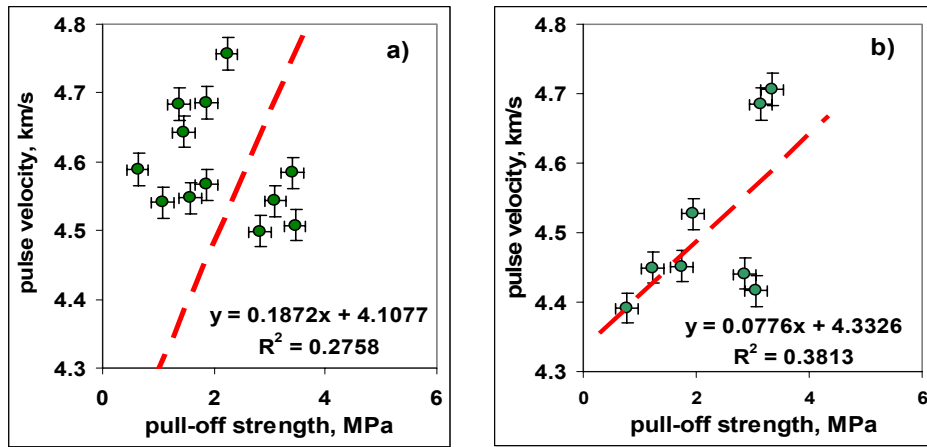 a)
4.8
4.7
4.6
4.5
4.4
4.3
pulse velocity, km/s
y = 0.1872x + 4.1077
R² = 0.2758
0
2
4
6
pull-off strength, MPa
b)
4.8
4.7
4.6
4.5
4.4
4.3
pulse velocity, km/s
y = 0.0776x + 4.3326
R² = 0.3813
0
2
4
6
pull-off strength, MPa